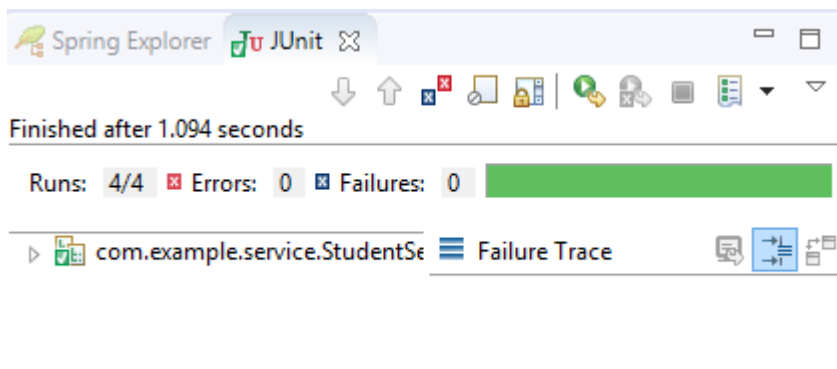 Spring Explorer JUnit
Finished after 1.094 seconds
Runs: 4/4 Errors: 0 Failures: 0
com.example.service.StudentSe Failure Trace